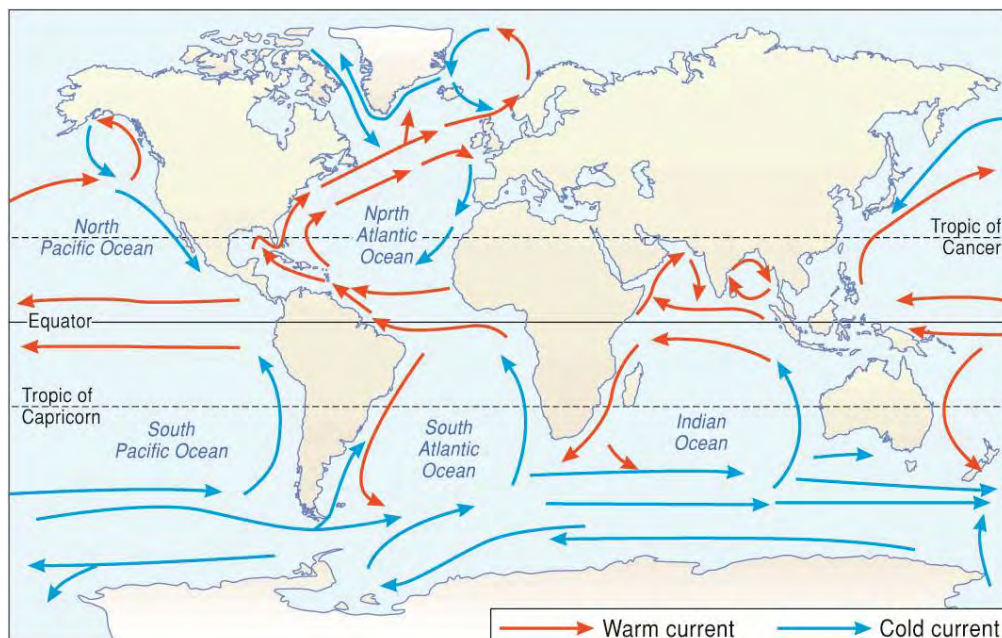 North
Pacific Ocean
Nprth
Atlantic
Ocean
Tropic of
Cancer
Equator
Tropic of
Capricorn
South
Pacific Ocean
South
Atlantic
Ocean
Indian
Ocean
Warm current
Cold current